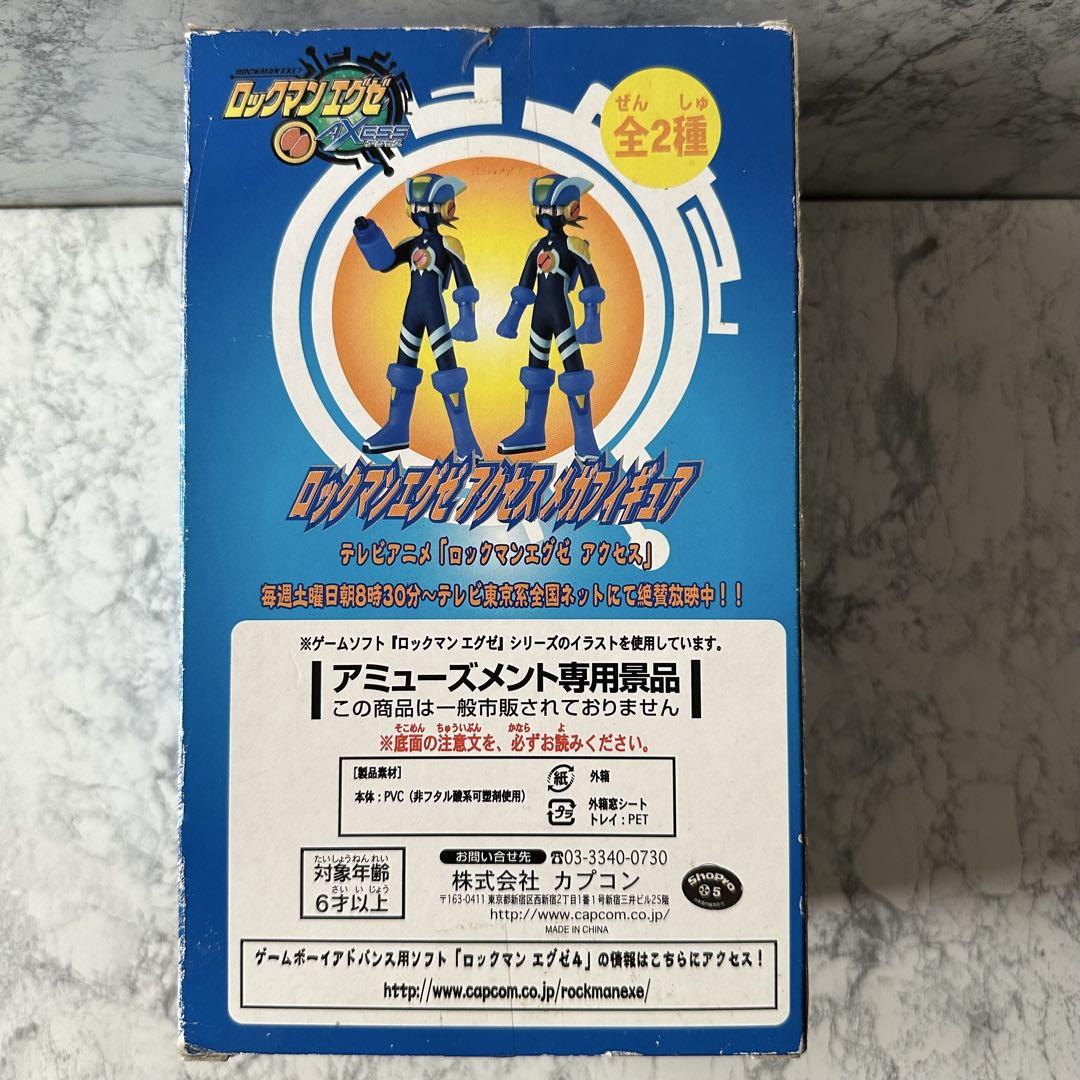 ROCKMAN EXE
ロックマンエグゼ
AXESS
アクセス
ぜん しゅ
全2種
ロックマンエグゼ アクセス メガフィギュア
テレビアニメ「ロックマンエグゼ アクセス」
毎週土曜日朝8時30分〜テレビ東京系全国ネットにて絶賛放映中！！
※ゲームソフト『ロックマン エグゼ』シリーズのイラストを使用しています。
アミューズメント専用景品
この商品は一般市販されておりません
そこめん ちゅういぶん かなら よ
※底面の注意文を、必ずお読みください。
［製品素材］
本体：PVC（非フタル酸系可塑剤使用）
紙 外箱
プラ 外箱窓シート
トレイ：PET
たいしょうねんれい
対象年齢
さい いじょう
6才以上
お問い合せ先 ☎03-3340-0730
株式会社 カプコン
〒163-0411 東京都新宿区西新宿2丁目1番1号新宿三井ビル25階
http://www.capcom.co.jp/
MADE IN CHINA
ShoPro
5
ゲームボーイアドバンス用ソフト「ロックマン エグゼ4」の情報はこちらにアクセス！
http://www.capcom.co.jp/rockmanexe/